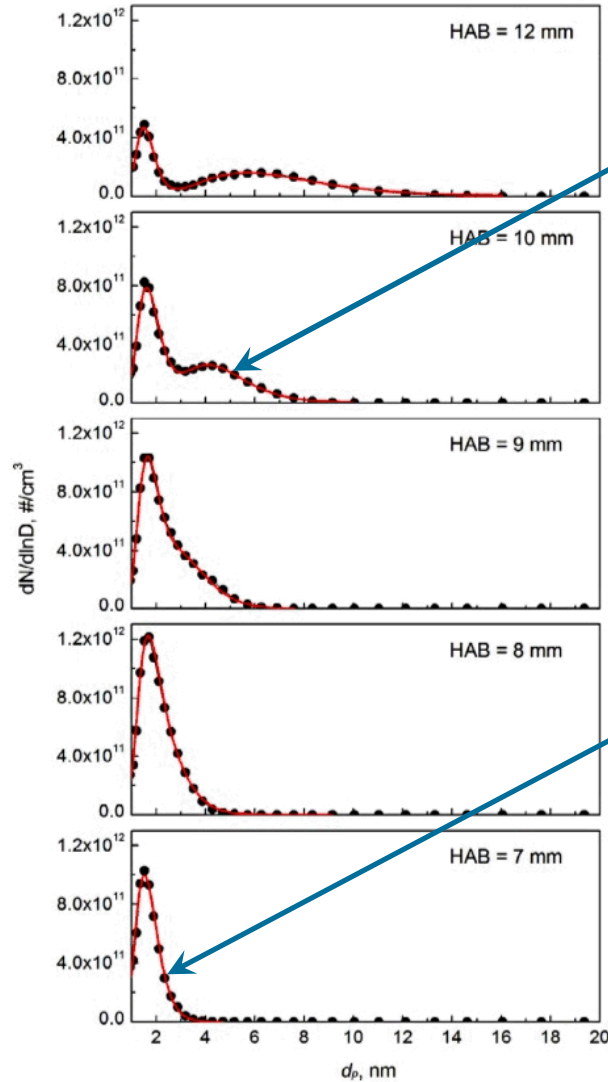 1.2x10¹²
HAB = 12 mm
8.0x10¹¹
4.0x10¹¹
0.0
1.2x10¹²
HAB = 10 mm
8.0x10¹¹
4.0x10¹¹
0.0
1.2x10¹²
HAB = 9 mm
8.0x10¹¹
4.0x10¹¹
0.0
dN/dlnD, #/cm³
1.2x10¹²
HAB = 8 mm
8.0x10¹¹
4.0x10¹¹
0.0
1.2x10¹²
HAB = 7 mm
8.0x10¹¹
4.0x10¹¹
0.0
2 4 6 8 10 12 14 16 18 20
dₚ, nm